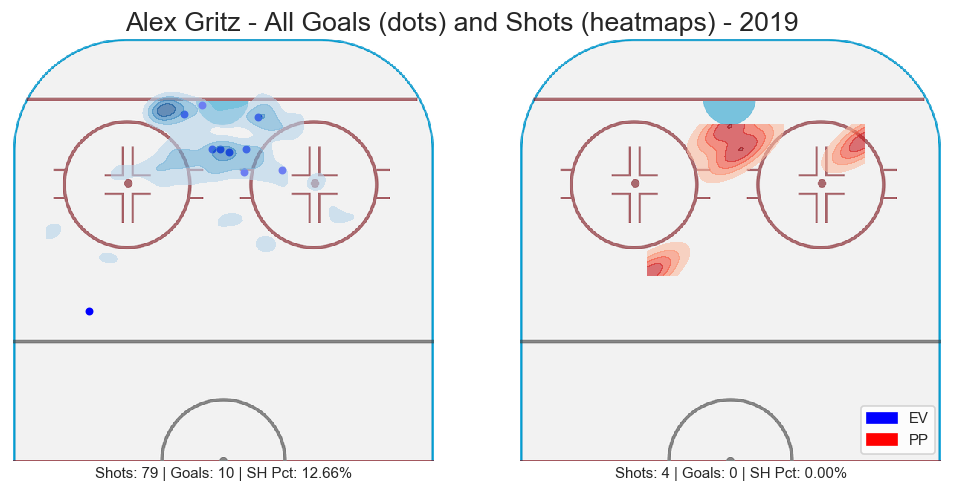 Alex Gritz - All Goals (dots) and Shots (heatmaps) - 2019
EV
PP
Shots: 79 | Goals: 10 | SH Pct: 12.66%
Shots: 4 | Goals: 0 | SH Pct: 0.00%